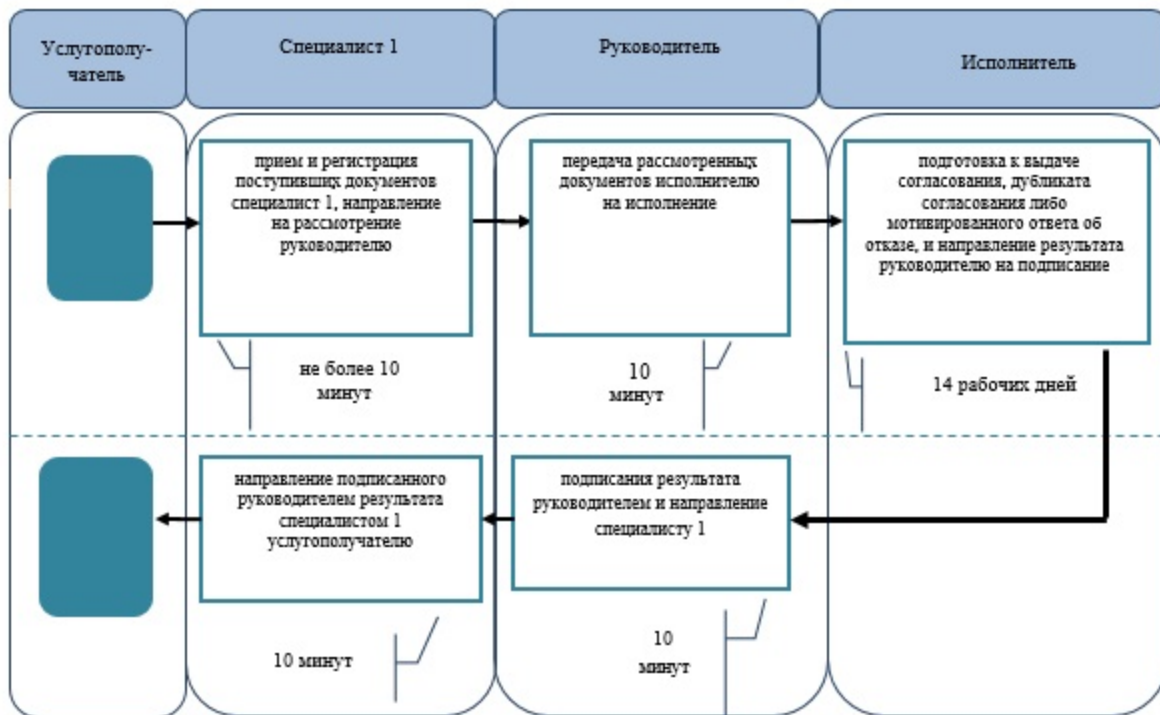 Услугополу-
чатель
Специалист 1
Руководитель
Исполнитель
прием и регистрация
поступивших документов
специалист 1, направление
на рассмотрение
руководителю
передача рассмотренных
документов исполнителю
на исполнение
подготовка к выдаче
согласования, дубликата
согласования либо
мотивированного ответа об
отказе, и направление результата
руководителю на подписание
не более 10
минут
10
минут
14 рабочих дней
направление подписанного
руководителем результата
специалистом 1
услугополучателю
подписания результата
руководителем и направление
специалисту 1
10 минут
10
минут